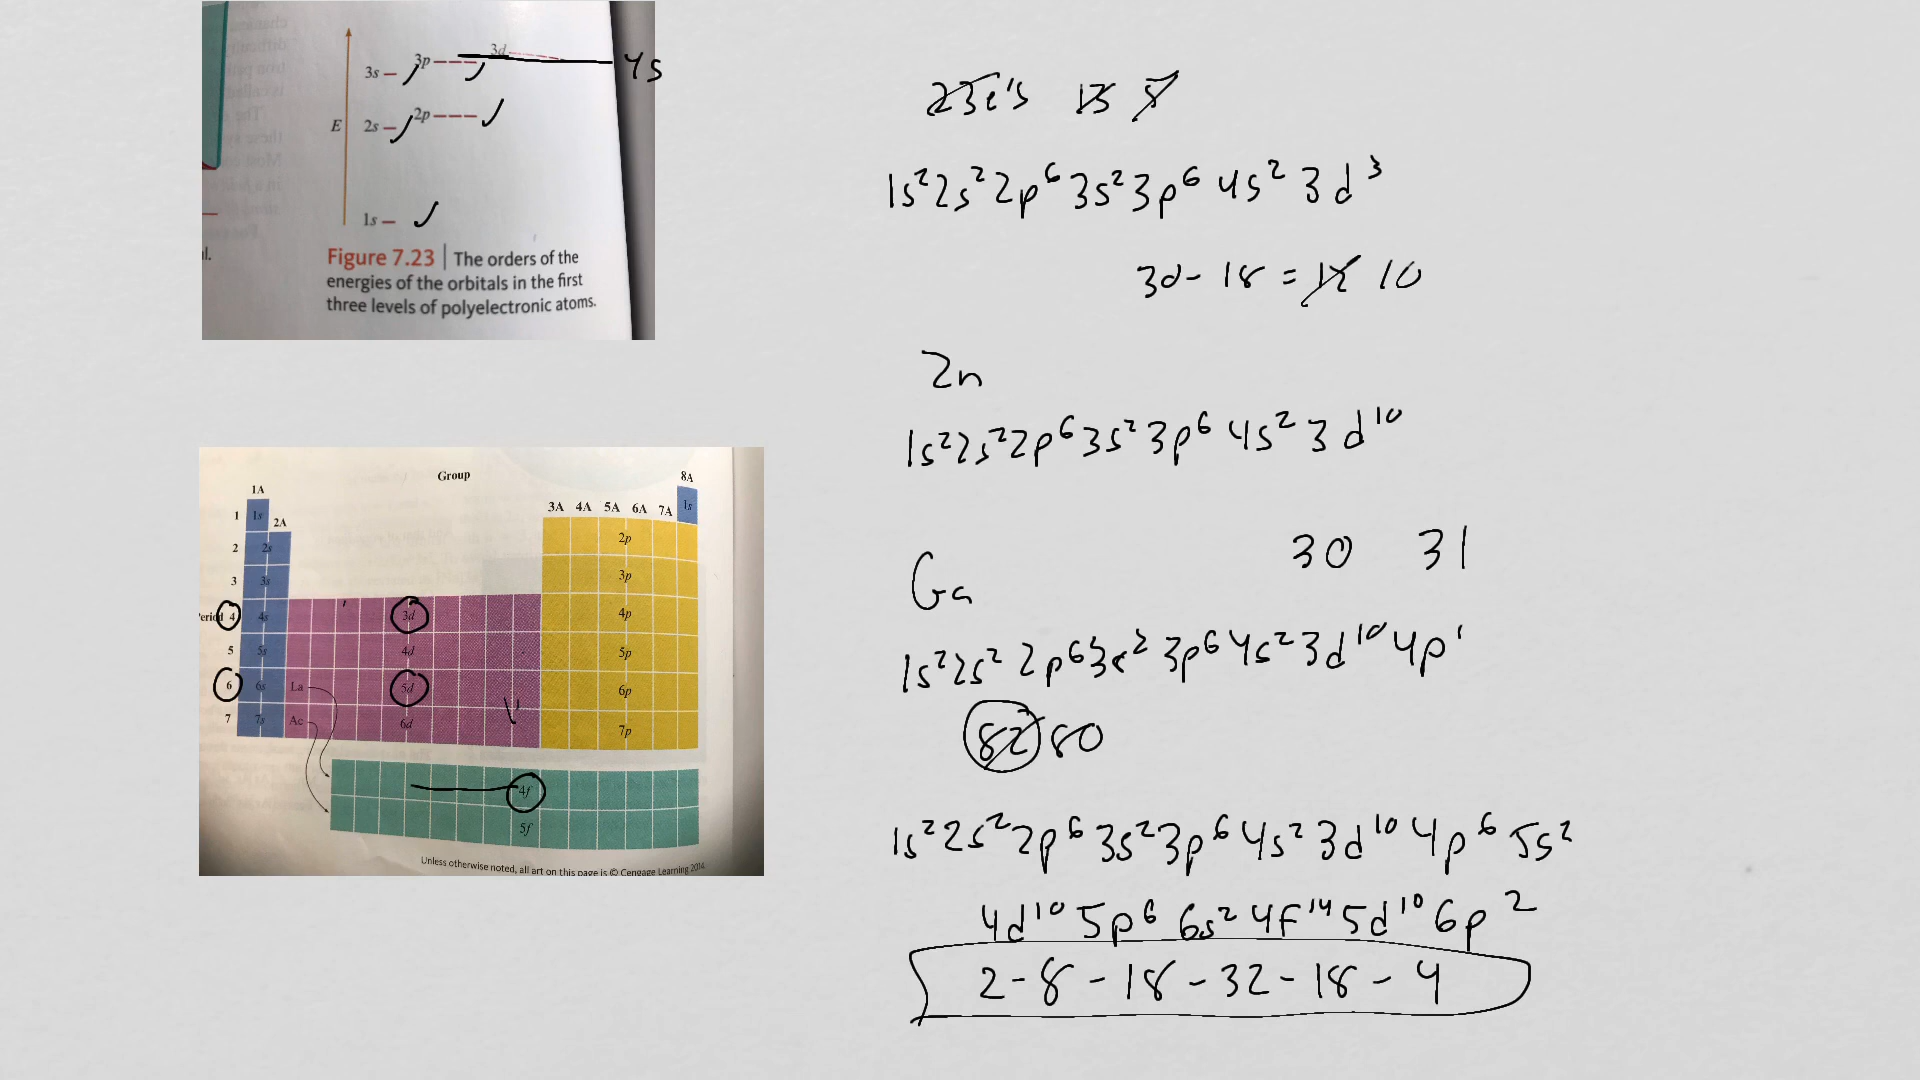 3d
3s
3p
4s
E
2s
2p
1s
Figure 7.23 | The orders of the
energies of the orbitals in the first
three levels of polyelectronic atoms.
Group
1A
8A
2A
3A 4A 5A 6A 7A
1 1s 1s
2 2s 2p
3 3s 3p
Period 4 4s 3d 4p
5 5s 4d 5p
6 6s La 5d 6p
7 7s Ac 6d 7p
4f
5f
Unless otherwise noted, all art on this page is © Cengage Learning 2014.
23e's 13
1s²2s²2p⁶3s²3p⁶4s²3d³
30-18 = 12 10
Zn
1s²2s²2p⁶3s²3p⁶4s²3d¹⁰
30 31
Ga
1s²2s²2p⁶3s²3p⁶4s²3d¹⁰4p¹
82 80
1s²2s²2p⁶3s²3p⁶4s²3d¹⁰4p⁶5s²
4d¹⁰5p⁶6s²4f¹⁴5d¹⁰6p²
2-8-18-32-18-4